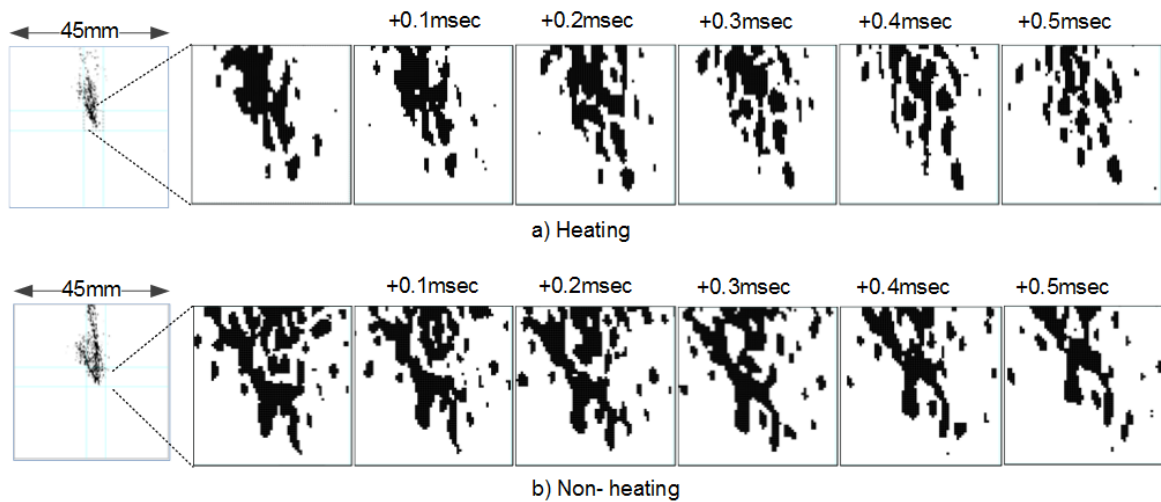 +0.1msec +0.2msec +0.3msec +0.4msec +0.5msec
45mm
a) Heating
+0.1msec +0.2msec +0.3msec +0.4msec +0.5msec
45mm
b) Non- heating